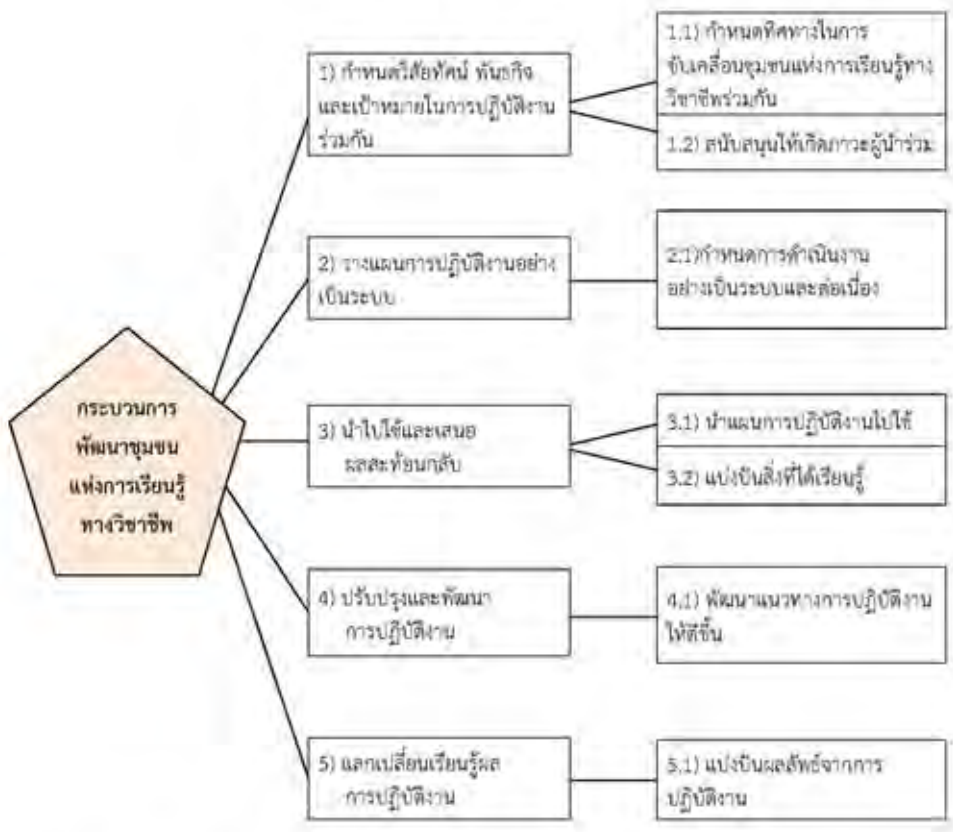 กระบวนการ
พัฒนาชุมชน
แห่งการเรียนรู้
ทางวิชาชีพ
1) กำหนดวิสัยทัศน์ พันธกิจ
และเป้าหมายในการปฏิบัติงาน
ร่วมกัน
1.1) กำหนดทิศทางในการ
ขับเคลื่อนชุมชนแห่งการเรียนรู้ทาง
วิชาชีพร่วมกัน
1.2) สนับสนุนให้เกิดภาวะผู้นำร่วม
2) วางแผนการปฏิบัติงานอย่าง
เป็นระบบ
2.1)กำหนดการดำเนินงาน
อย่างเป็นระบบและต่อเนื่อง
3) นำไปใช้และเสนอ
ผลสะท้อนกลับ
3.1) นำแผนการปฏิบัติงานไปใช้
3.2) แบ่งปันสิ่งที่ได้เรียนรู้
4) ปรับปรุงและพัฒนา
การปฏิบัติงาน
4.1) พัฒนาแนวทางการปฏิบัติงาน
ให้ดีขึ้น
5) แลกเปลี่ยนเรียนรู้ผล
การปฏิบัติงาน
5.1) แบ่งปันผลลัพธ์จากการ
ปฏิบัติงาน